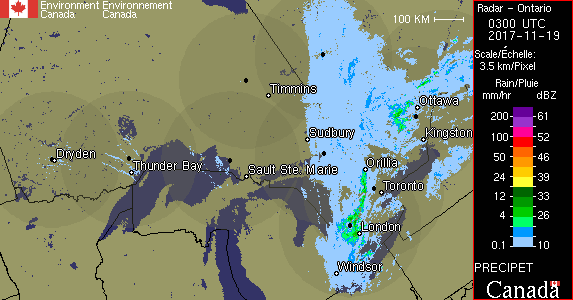 Environment Environnement
Canada Canada
100 KM
Radar - Ontario
0300 UTC
2017-11-19
Scale/Échelle:
3.5 km/Pixel
Rain/Pluie
mm/hr dBZ
200 61
100 52
50 46
24 39
12 33
4 26
0.1 10
PRECIPET
Canada
Timmins
Ottawa
Sudbury
Kingston
Dryden
Thunder Bay
Sault Ste. Marie
Orillia
Toronto
London
Windsor